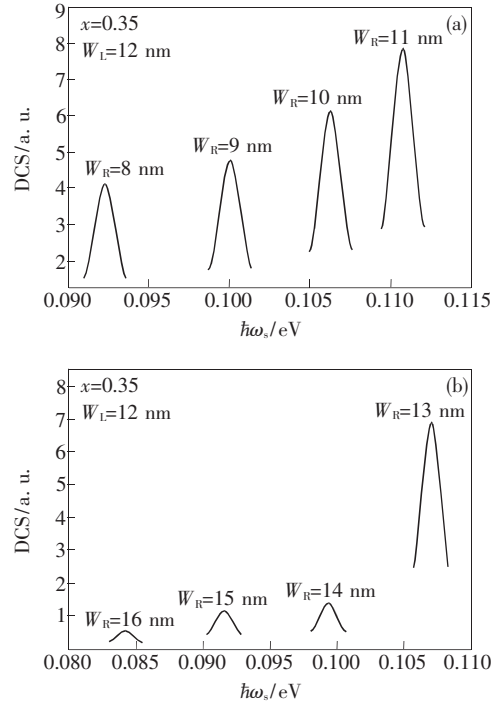 9
8
7
6
5
4
3
2
DCS/a. u.
x=0.35
W_L=12 nm
(a)
W_R=11 nm
W_R=10 nm
W_R=9 nm
W_R=8 nm
0.090 0.095 0.100 0.105 0.110 0.115
ℏω_s/eV
8
7
6
5
4
3
2
1
DCS/a. u.
x=0.35
W_L=12 nm
(b)
W_R=13 nm
W_R=14 nm
W_R=15 nm
W_R=16 nm
0.080 0.085 0.090 0.095 0.100 0.105 0.110
ℏω_s/eV